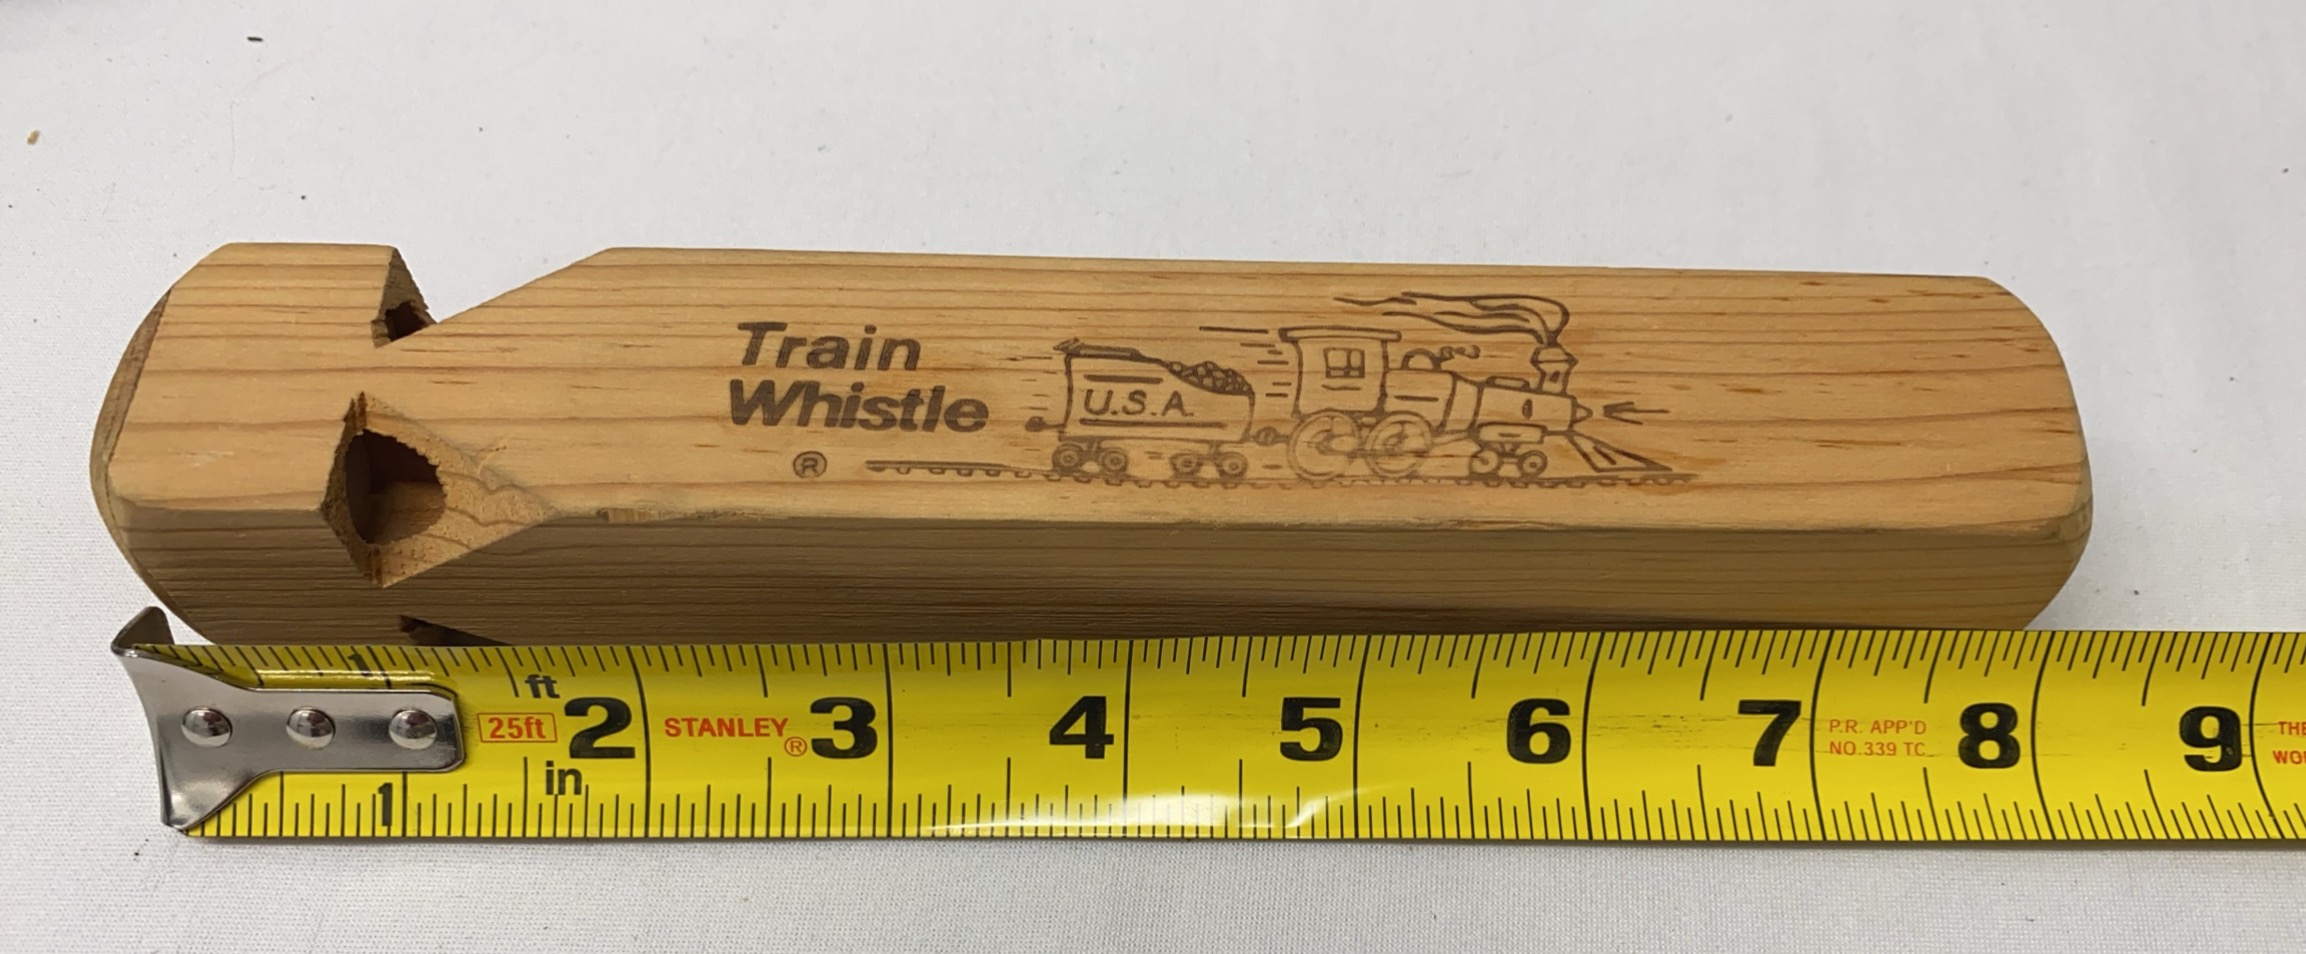 Train
Whistle
®
U.S.A.
1
ft
25ft 2 STANLEY® 3 4 5 6 7 P.R. APP'D 8 9
NO.339 TC
in
1